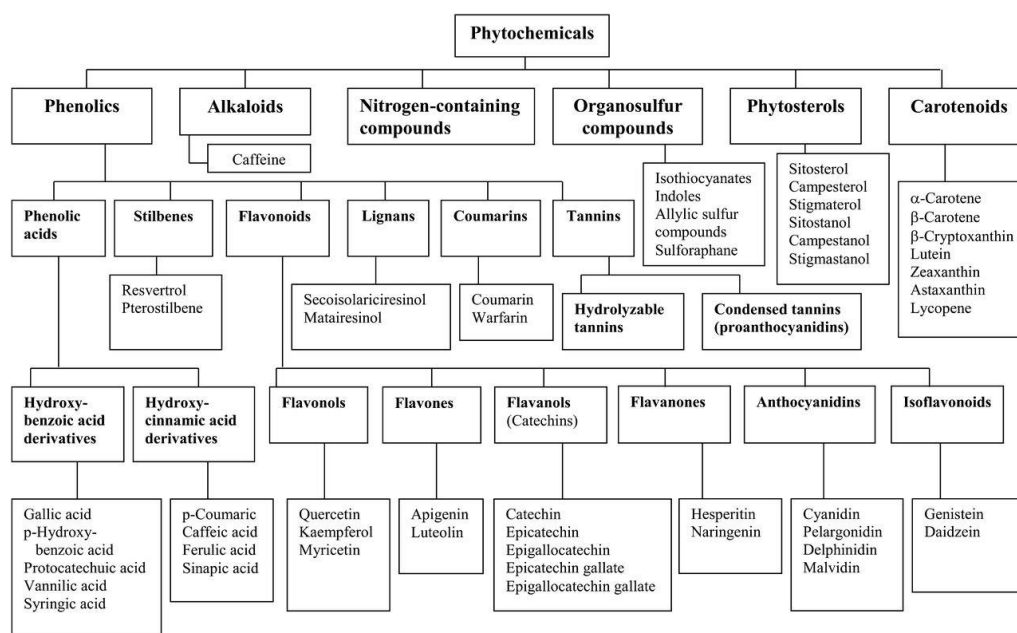 Phytochemicals
Phenolics
Alkaloids
Nitrogen-containing
compounds
Organosulfur
compounds
Phytosterols
Carotenoids
Caffeine
Isothiocyanates
Indoles
Allylic sulfur
compounds
Sulforaphane
Sitosterol
Campesterol
Stigmaterol
Sitostanol
Campestanol
Stigmastanol
α-Carotene
β-Carotene
β-Cryptoxanthin
Lutein
Zeaxanthin
Astaxanthin
Lycopene
Phenolic
acids
Stilbenes
Flavonoids
Lignans
Coumarins
Tannins
Resvertrol
Pterostilbene
Secoisolariciresinol
Matairesinol
Coumarin
Warfarin
Hydrolyzable
tannins
Condensed tannins
(proanthocyanidins)
Hydroxy-
benzoic acid
derivatives
Hydroxy-
cinnamic acid
derivatives
Flavonols
Flavones
Flavanols
(Catechins)
Flavanones
Anthocyanidins
Isoflavonoids
Gallic acid
p-Hydroxy-
benzoic acid
Protocatechuic acid
Vannilic acid
Syringic acid
p-Coumaric
Caffeic acid
Ferulic acid
Sinapic acid
Quercetin
Kaempferol
Myricetin
Apigenin
Luteolin
Catechin
Epicatechin
Epigallocatechin
Epicatechin gallate
Epigallocatechin gallate
Hesperitin
Naringenin
Cyanidin
Pelargonidin
Delphinidin
Malvidin
Genistein
Daidzein